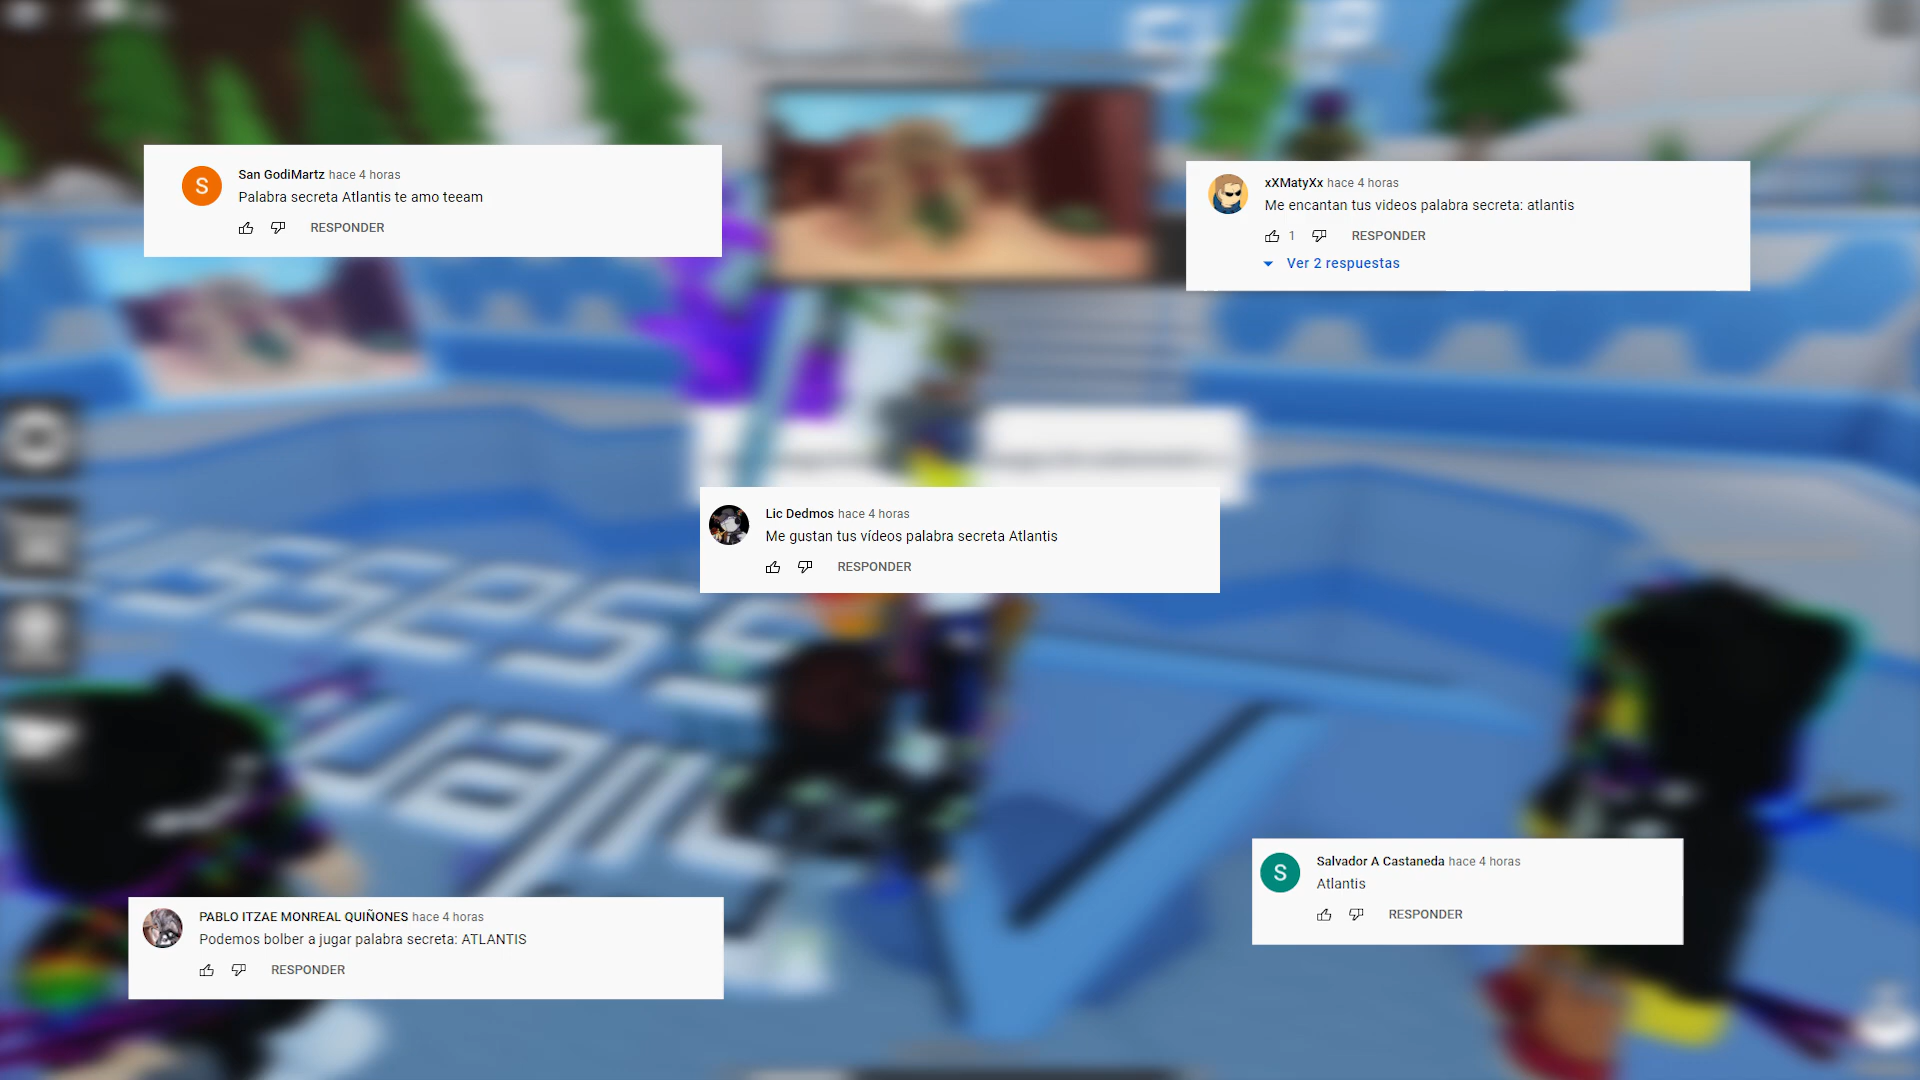 San GodiMartz hace 4 horas
Palabra secreta Atlantis te amo teeam
RESPONDER
xXMatyXx hace 4 horas
Me encantan tus videos palabra secreta: atlantis
1 RESPONDER
Ver 2 respuestas
Lic Dedmos hace 4 horas
Me gustan tus vídeos palabra secreta Atlantis
RESPONDER
Salvador A Castaneda hace 4 horas
Atlantis
RESPONDER
PABLO ITZAE MONREAL QUIÑONES hace 4 horas
Podemos bolber a jugar palabra secreta: ATLANTIS
RESPONDER
S
S